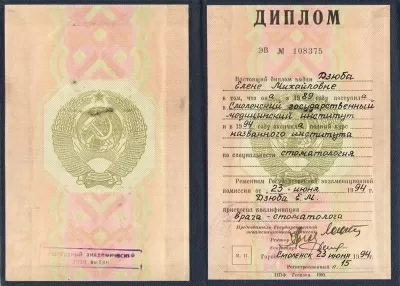 ДИПЛОМ
ЭВ № 108375
Настоящий диплом выдан Дзюба
Елене Михайловне
в том, что она в 1989 году поступила
в Смоленский государственный
медицинский институт
и в 1994 году окончила полный курс
названного института
по специальности стоматология
Решением Государственной экзаменационной
комиссии от 23 июня 1994 г.
Дзюба Е.М.
присвоена квалификация
врача-стоматолога
Председатель Государственной
экзаменационной комиссии
Ректор
Секретарь
М. П.
Город Смоленск 23 июня 1994.
Регистрационный № 15